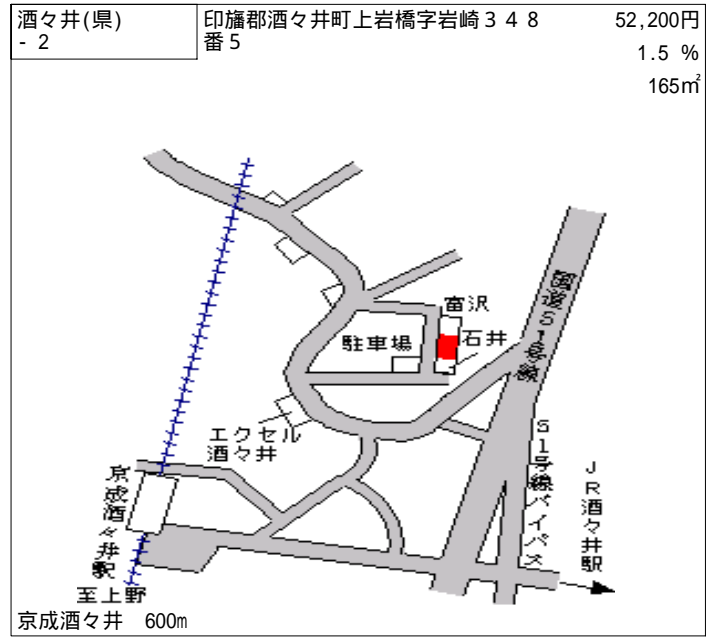 酒々井(県)
- 2
印旛郡酒々井町上岩橋字岩崎３４８
番５
52,200円
1.5 %
165㎡
国道５１号線
富沢
駐車場
石井
エクセル
酒々井
５１号線バイパス
ＪＲ酒々井駅
京成酒々井駅
至上野
京成酒々井　600m